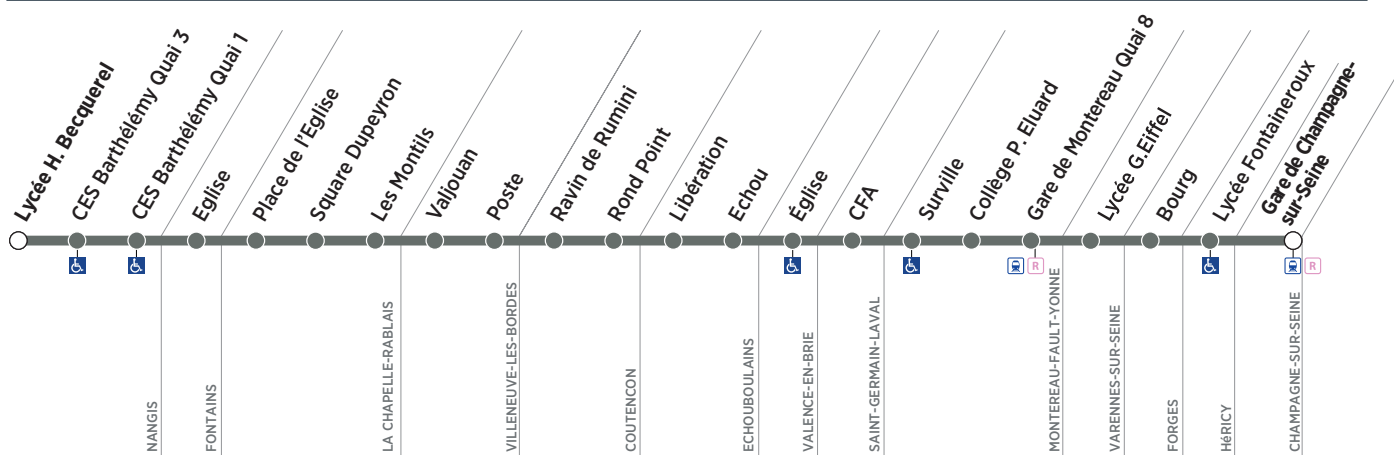 Lycée H. Becquerel
CES Barthélémy Quai 3
CES Barthélémy Quai 1
Eglise
Place de l'Eglise
Square Dupeyron
Les Montils
Valjouan
Poste
Ravin de Rumini
Rond Point
Libération
Echou
Église
CFA
Surville
Collège P. Eluard
Gare de Montereau Quai 8
Lycée G.Eiffel
Bourg
Lycée Fontaineroux
Gare de Champagne-
sur-Seine
R
R
NANGIS
FONTAINS
LA CHAPELLE-RABLAIS
VILLENEUVE-LES-BORDES
COUTENCON
ECHOUBOULAINS
VALENCE-EN-BRIE
SAINT-GERMAIN-LAVAL
MONTEREAU-FAULT-YONNE
VARENNES-SUR-SEINE
FORGES
HéRICY
CHAMPAGNE-SUR-SEINE